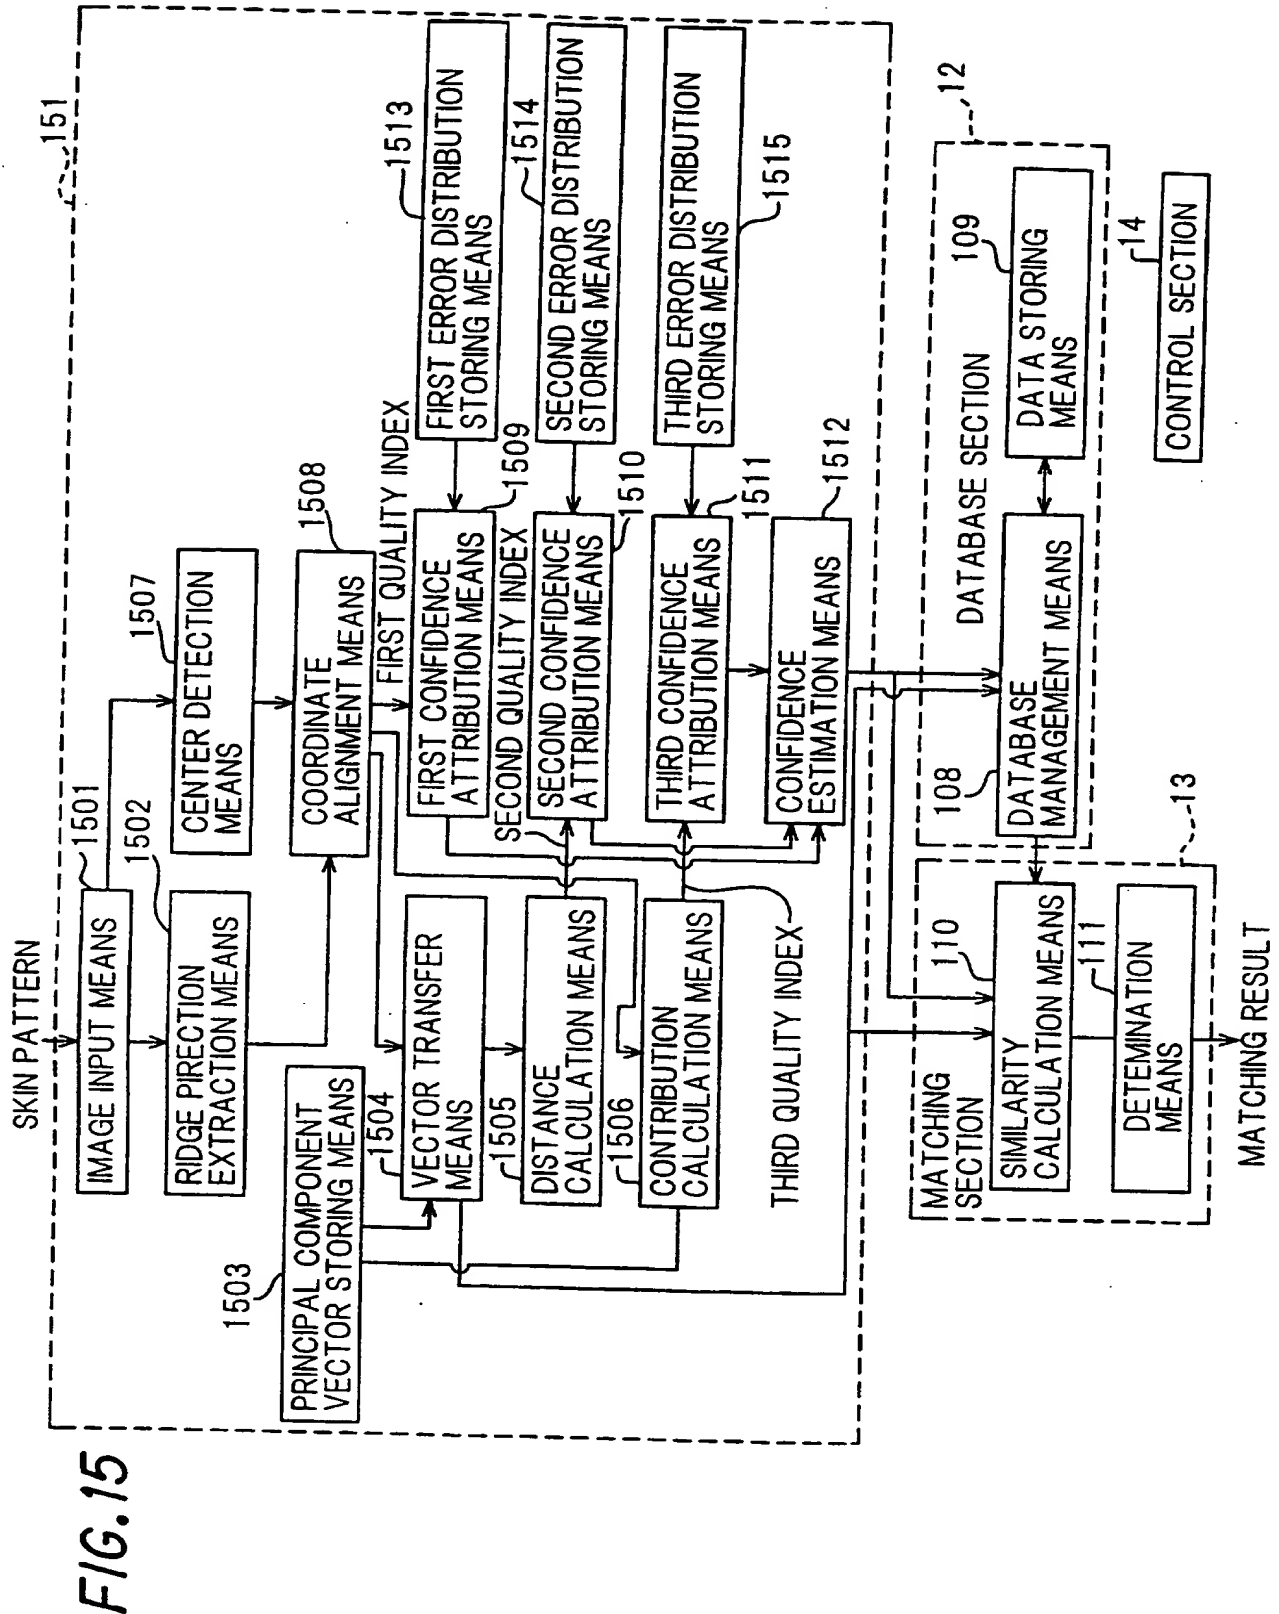 FIG.15
SKIN PATTERN
151
IMAGE INPUT MEANS
1501
RIDGE PIRECTION
EXTRACTION MEANS
1502
CENTER DETECTION
MEANS
1507
PRINCIPAL COMPONENT
VECTOR STORING MEANS
1503
COORDINATE
ALIGNMENT MEANS
1508
FIRST QUALITY INDEX
VECTOR TRANSFER
MEANS
1504
FIRST CONFIDENCE
ATTRIBUTION MEANS
1509
FIRST ERROR DISTRIBUTION
STORING MEANS
1513
SECOND QUALITY INDEX
DISTANCE
CALCULATION MEANS
1505
SECOND CONFIDENCE
ATTRIBUTION MEANS
1510
SECOND ERROR DISTRIBUTION
STORING MEANS
1514
CONTRIBUTION
CALCULATION MEANS
1506
THIRD CONFIDENCE
ATTRIBUTION MEANS
1511
THIRD ERROR DISTRIBUTION
STORING MEANS
1515
THIRD QUALITY INDEX
CONFIDENCE
ESTIMATION MEANS
1512
MATCHING
SECTION
SIMILARITY
CALCULATION MEANS
110
DETEMINATION
MEANS
111
13
DATABASE SECTION
12
DATABASE
MANAGEMENT MEANS
108
DATA STORING
MEANS
109
CONTROL SECTION
14
MATCHING RESULT